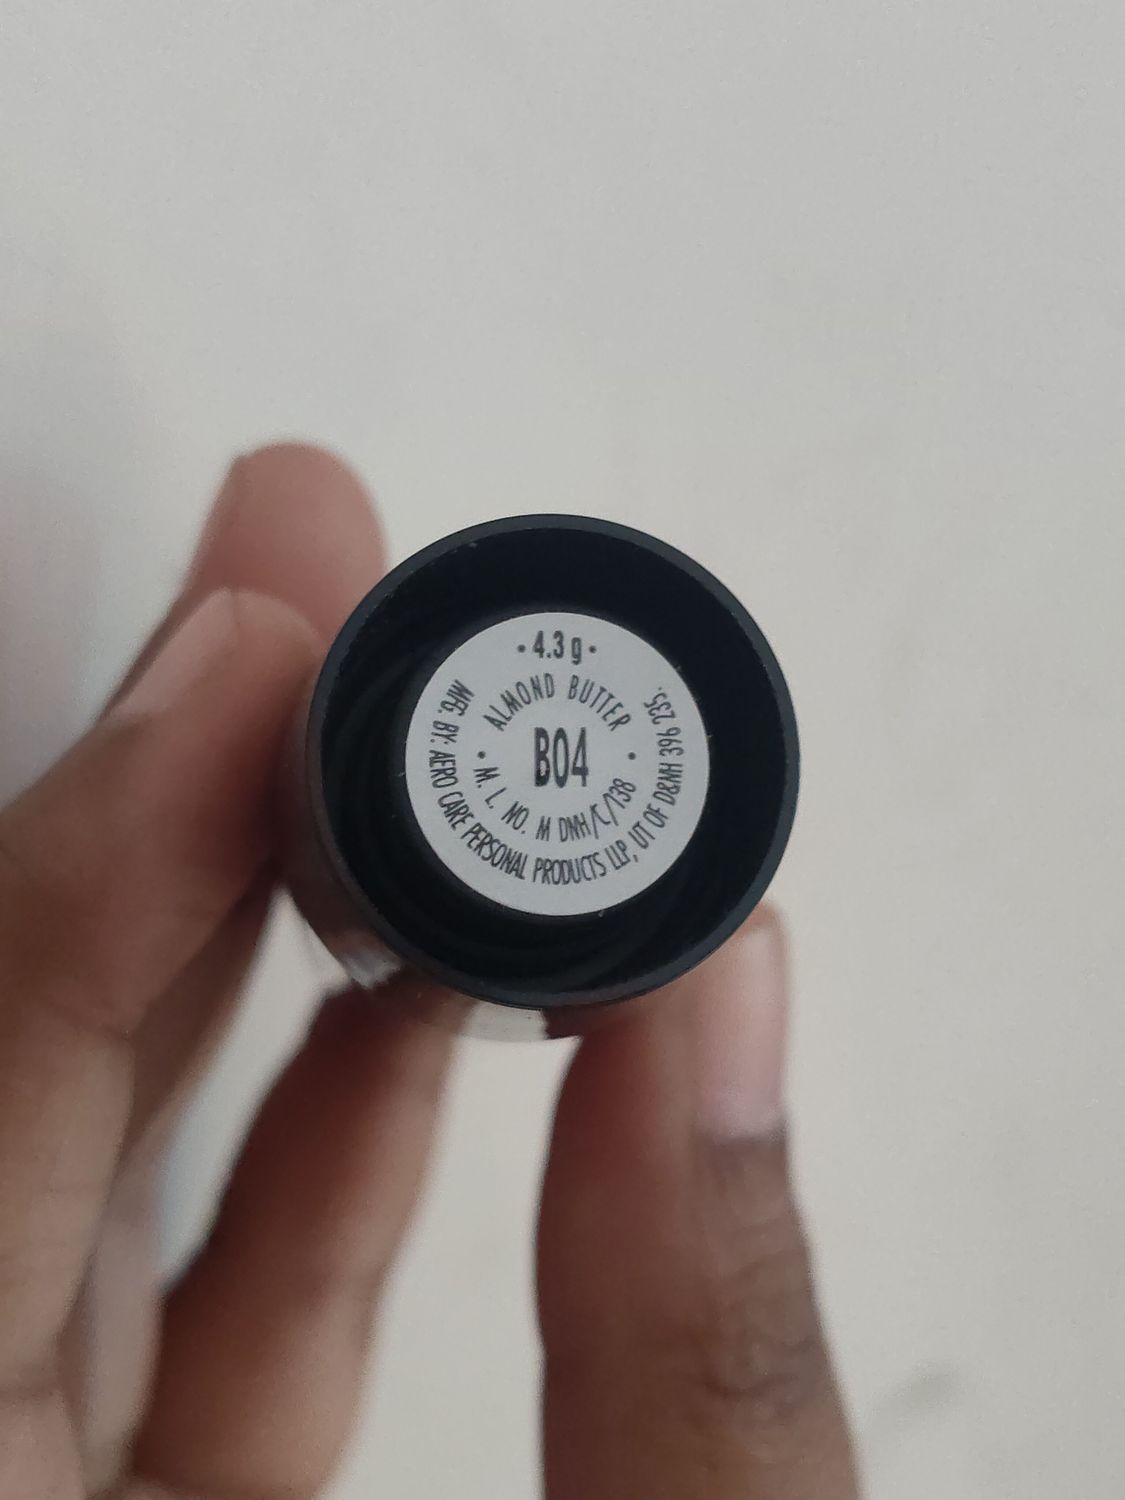 • 4.3 g •
ALMOND BUTTER
B04
• M. L. NO. M DNH/C/138 •
MFG. BY: AERO CARE PERSONAL PRODUCTS LLP, UT OF D&NH 396 235.